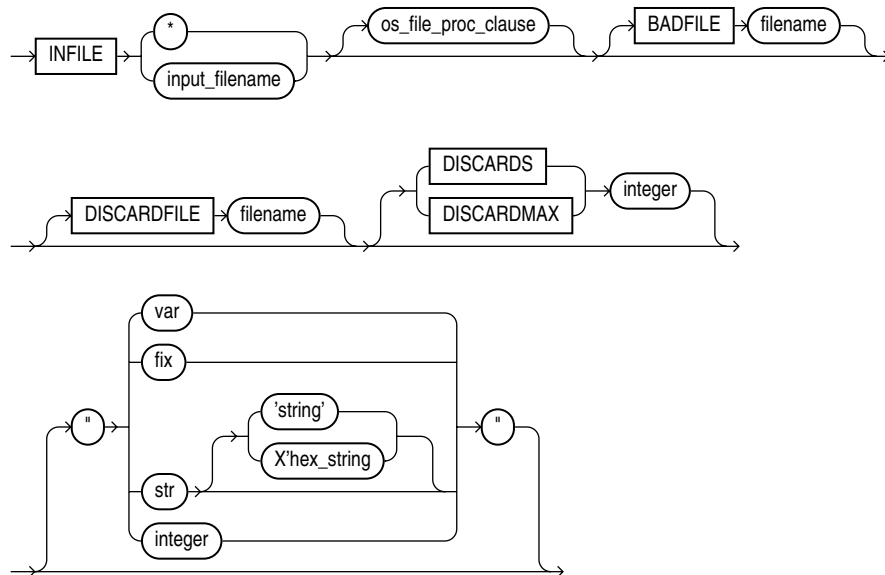 * os_file_proc_clause BADFILE filename
INFILE
input_filename
DISCARDS
DISCARDFILE filename integer
DISCARDMAX
var
" fix "
'string'
X'hex_string
str
integer